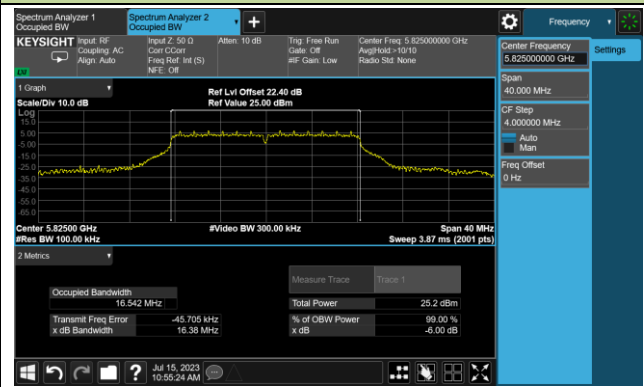 Spectrum Analyzer 1
Occupied BW
Spectrum Analyzer 2
Occupied BW
Frequency
KEYSIGHT
Input: RF
Coupling: AC
Align: Auto
Input Z: 50 Ω
Corr CCorr
Freq Ref: Int (S)
NFE: Off
Atten: 10 dB
Trig: Free Run
Gate: Off
#IF Gain: Low
Center Freq: 5.825000000 GHz
Avg|Hold:>10/10
Radio Std: None
Center Frequency
5.825000000 GHz
Settings
Span
40.000 MHz
CF Step
4.000000 MHz
Auto
Man
Freq Offset
0 Hz
1 Graph
Scale/Div 10.0 dB
Ref Lvl Offset 22.40 dB
Ref Value 25.00 dBm
Log
15.0
5.00
-5.00
-15.0
-25.0
-35.0
-45.0
-55.0
-65.0
Center 5.82500 GHz
#Res BW 100.00 kHz
#Video BW 300.00 kHz
Span 40 MHz
Sweep 3.87 ms (2001 pts)
2 Metrics
Measure Trace
Trace 1
Occupied Bandwidth
16.542 MHz
Total Power
25.2 dBm
Transmit Freq Error
-45.705 kHz
% of OBW Power
99.00 %
x dB Bandwidth
16.38 MHz
x dB
-6.00 dB
?
Jul 15, 2023
10:55:24 AM